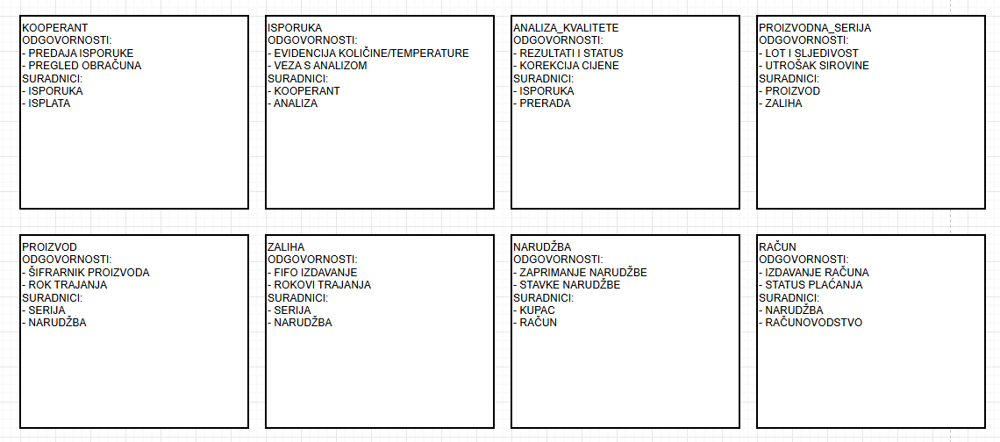 KOOPERANT
ODGOVORNOSTI:
- PREDAJA ISPORUKE
- PREGLED OBRAČUNA
SURADNICI:
- ISPORUKA
- ISPLATA
ISPORUKA
ODGOVORNOSTI:
- EVIDENCIJA KOLIČINE/TEMPERATURE
- VEZA S ANALIZOM
SURADNICI:
- KOOPERANT
- ANALIZA
ANALIZA_KVALITETE
ODGOVORNOSTI:
- REZULTATI I STATUS
- KOREKCIJA CIJENE
SURADNICI:
- ISPORUKA
- PRERADA
PROIZVODNA_SERIJA
ODGOVORNOSTI:
- LOT I SLJEDIVOST
- UTROŠAK SIROVINE
SURADNICI:
- PROIZVOD
- ZALIHA
PROIZVOD
ODGOVORNOSTI:
- ŠIFRARNIK PROIZVODA
- ROK TRAJANJA
SURADNICI:
- SERIJA
- NARUDŽBA
ZALIHA
ODGOVORNOSTI:
- FIFO IZDAVANJE
- ROKOVI TRAJANJA
SURADNICI:
- SERIJA
- NARUDŽBA
NARUDŽBA
ODGOVORNOSTI:
- ZAPRIMANJE NARUDŽBE
- STAVKE NARUDŽBE
SURADNICI:
- KUPAC
- RAČUN
RAČUN
ODGOVORNOSTI:
- IZDAVANJE RAČUNA
- STATUS PLAĆANJA
SURADNICI:
- NARUDŽBA
- RAČUNOVODSTVO